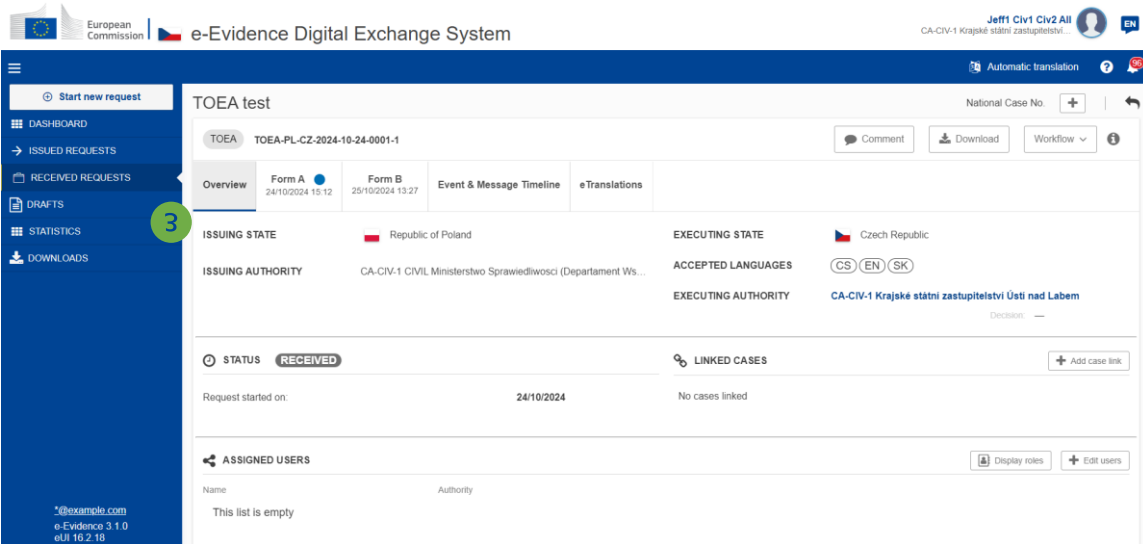 European
Commission
e-Evidence Digital Exchange System
Jeff1 Civ1 Civ2 All
CA-CIV-1 Krajské státní zastupitelství...
EN
Automatic translation
?
96
Start new request
DASHBOARD
ISSUED REQUESTS
RECEIVED REQUESTS
DRAFTS
STATISTICS
DOWNLOADS
3
*@example.com
e-Evidence 3.1.0
eUI 16.2.18
TOEA test
National Case No. +
TOEA TOEA-PL-CZ-2024-10-24-0001-1
Comment
Download
Workflow
Overview
Form A
24/10/2024 15:12
Form B
25/10/2024 13:27
Event & Message Timeline
eTranslations
ISSUING STATE Republic of Poland
ISSUING AUTHORITY CA-CIV-1 CIVIL Ministerstwo Sprawiedliwosci (Departament Ws...
EXECUTING STATE Czech Republic
ACCEPTED LANGUAGES CS EN SK
EXECUTING AUTHORITY CA-CIV-1 Krajské státní zastupitelství Ústí nad Labem
Decision: —
STATUS RECEIVED
Request started on: 24/10/2024
LINKED CASES
+ Add case link
No cases linked
ASSIGNED USERS
Display roles
+ Edit users
Name Authority
This list is empty